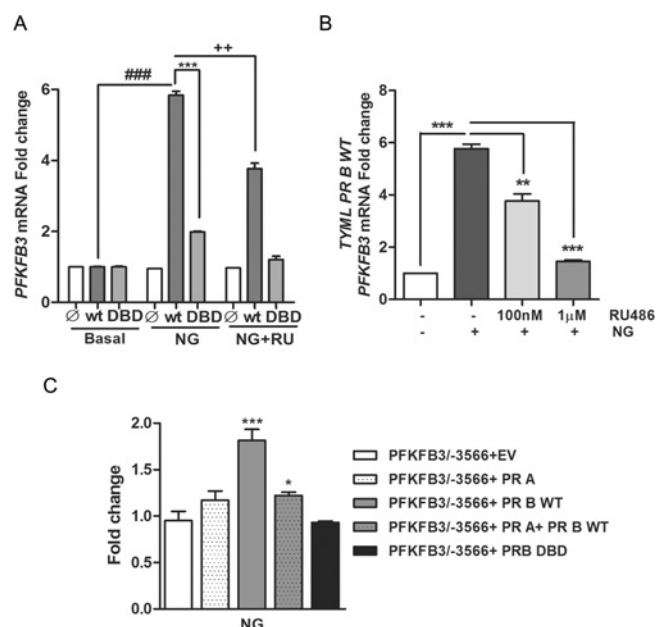 A
PFKFB3 mRNA Fold change
6
4
2
0
###
***
++
∅ wt DBD ∅ wt DBD ∅ wt DBD
Basal NG NG+RU
B
TYML PR B WT
PFKFB3 mRNA Fold change
8
6
4
2
0
***
**
***
- - 100nM 1μM RU486
- + + + NG
C
Fold change
2.0
1.5
1.0
0.5
0.0
***
*
NG
PFKFB3/-3566+EV
PFKFB3/-3566+ PR A
PFKFB3/-3566+ PR B WT
PFKFB3/-3566+ PR A+ PR B WT
PFKFB3/-3566+ PRB DBD